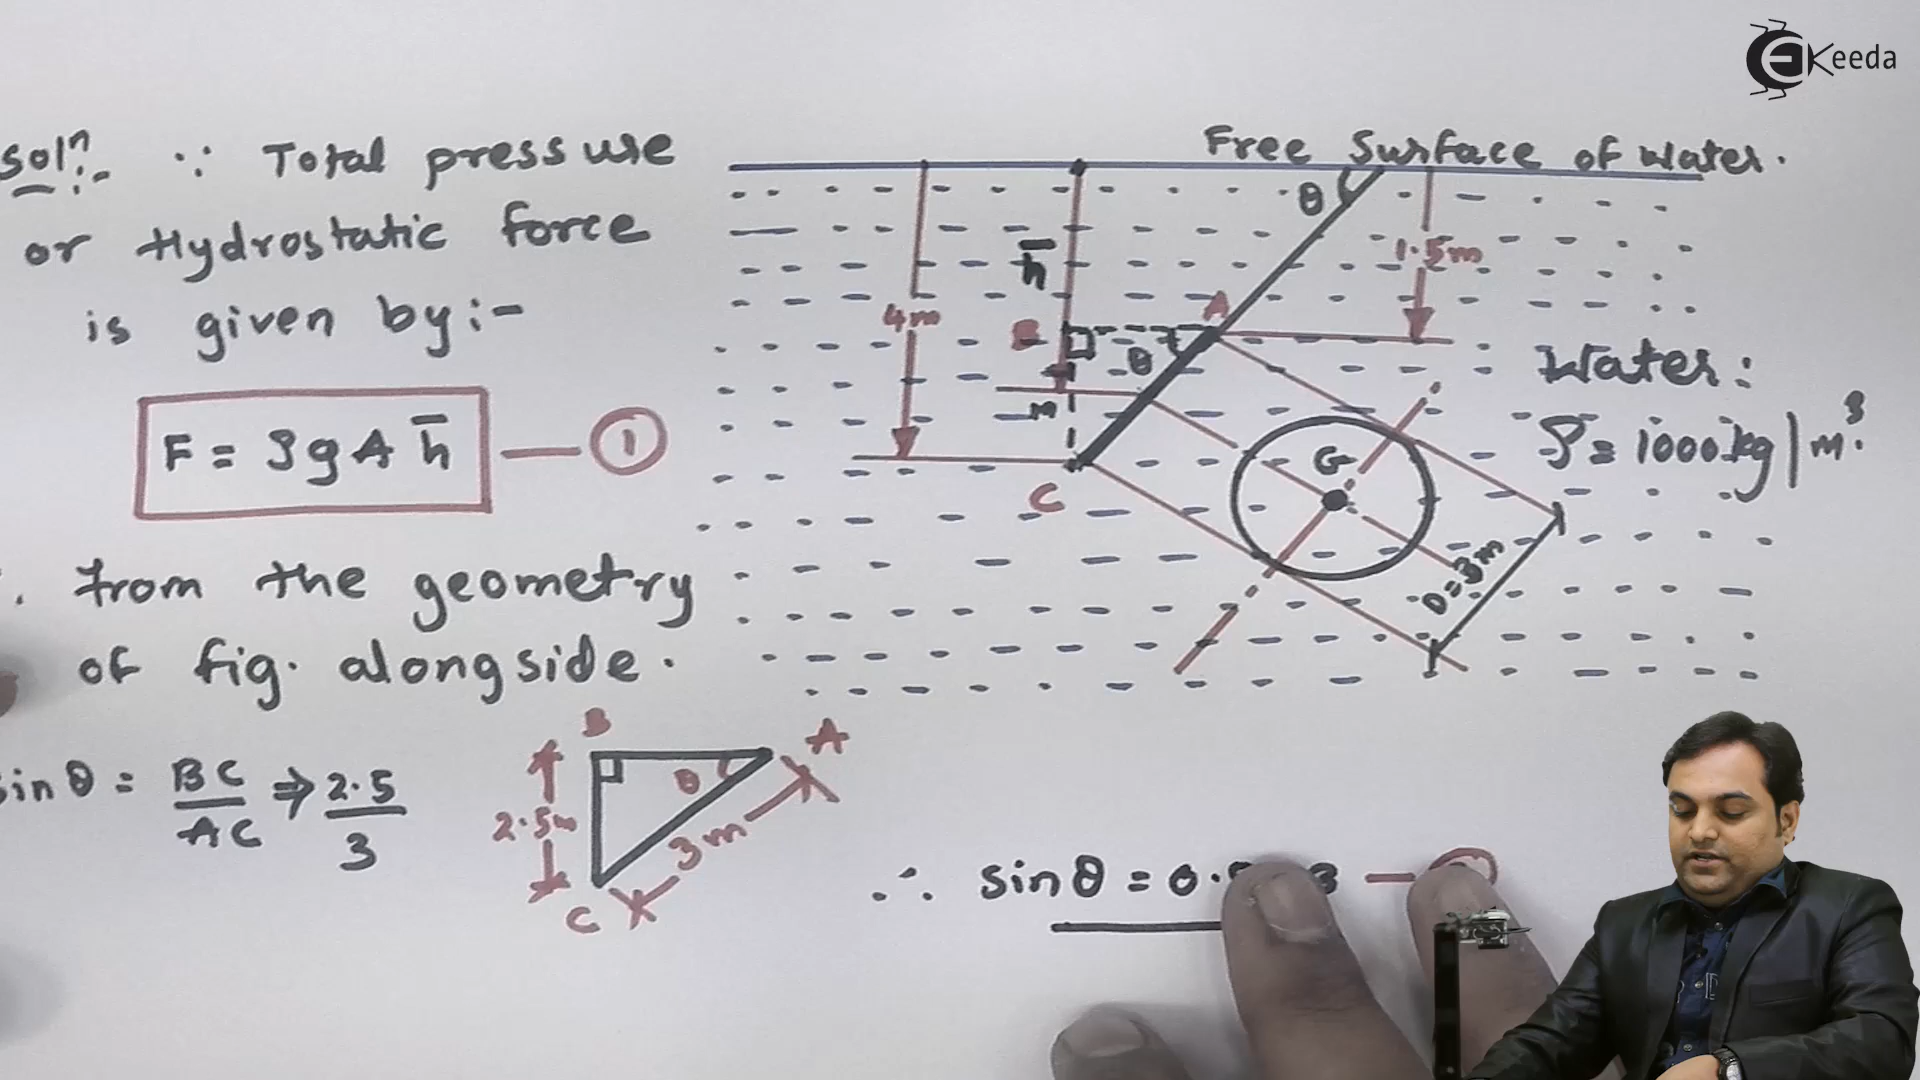 Keeda
Soln:-
∵ Total pressure
or Hydrostatic force
is given by:-
F = ρgAh̄ — ①
. from the geometry
of fig. alongside.
sin θ = BC/AC ⇒ 2.5/3
B
A
θ
2.5m
3m
C
Free Surface of Water.
θ
h̄
1.5m
4m
A
B
θ
Water:
ρ = 1000 kg/m³.
G
C
D=3m
∴ sin θ = 0.